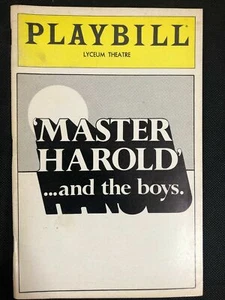 PLAYBILL
LYCEUM THEATRE
'MASTER
HAROLD'
...and the boys.